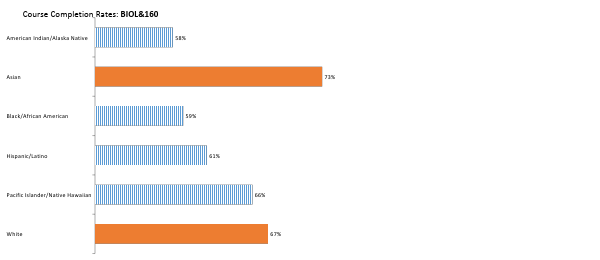 Course Completion Rates: BIOL&160
American Indian/Alaska Native 58%
Asian 73%
Black/African American 59%
Hispanic/Latino 61%
Pacific Islander/Native Hawaiian 66%
White 67%